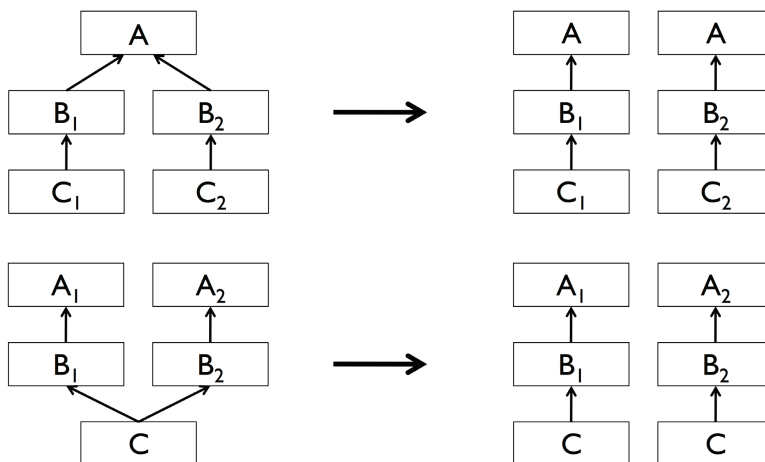 A A A
B₁ B₂ B₁ B₂
C₁ C₂ C₁ C₂
A₁ A₂ A₁ A₂
B₁ B₂ B₁ B₂
C C C